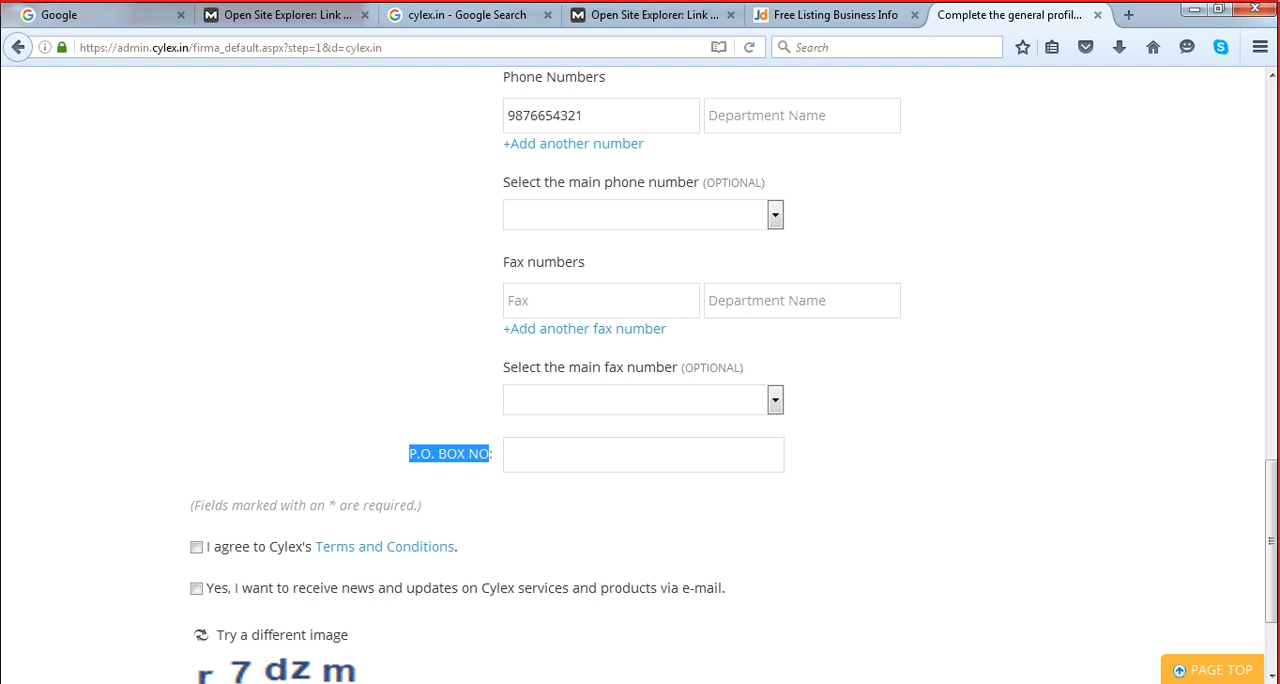 Google
Open Site Explorer: Link ...
cylex.in - Google Search
Open Site Explorer: Link ...
Jd Free Listing Business Info
Complete the general profil...
https://admin.cylex.in/firma_default.aspx?step=1&d=cylex.in
Search
Phone Numbers
9876654321
Department Name
+Add another number
Select the main phone number (OPTIONAL)
Fax numbers
Fax
Department Name
+Add another fax number
Select the main fax number (OPTIONAL)
P.O. BOX NO:
(Fields marked with an * are required.)
I agree to Cylex's Terms and Conditions.
Yes, I want to receive news and updates on Cylex services and products via e-mail.
Try a different image
r 7 dz m
PAGE TOP